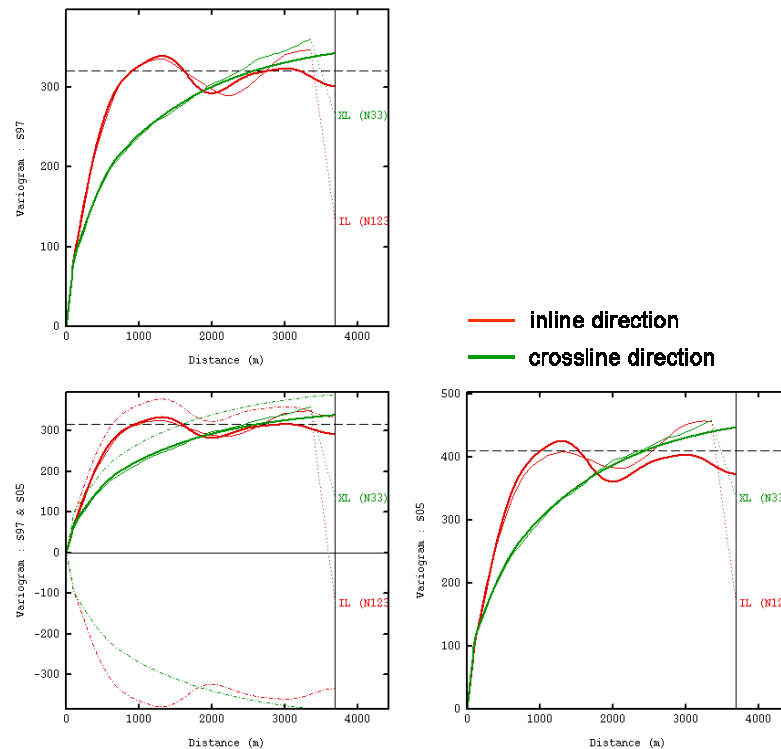 300
200
100
0
Variogram : S97
XL (N33)
IL (N123
0 1000 2000 3000 4000
Distance (m)
inline direction
crossline direction
300
200
100
0
-100
-200
-300
Variogram : S97 & S05
XL (N33)
IL (N123
0 1000 2000 3000 4000
Distance (m)
500
400
300
200
100
0
Variogram : S05
XL (N33
IL (N12
0 1000 2000 3000 4000
Distance (m)